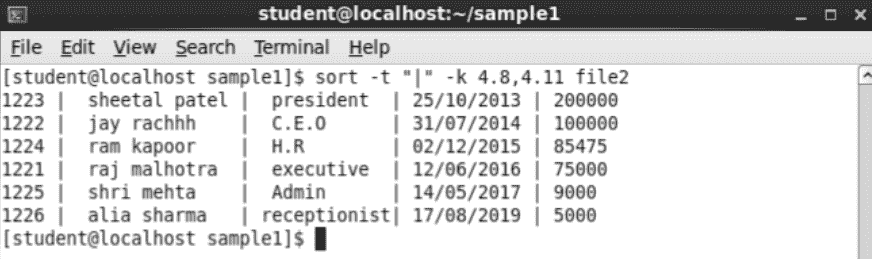 student@localhost:~/sample1
File Edit View Search Terminal Help
[student@localhost sample1]$ sort -t "|" -k 4.8,4.11 file2
1223 |  sheetal patel |  president   | 25/10/2013 | 200000
1222 |  jay rachhh    |  C.E.O       | 31/07/2014 | 100000
1224 |  ram kapoor    |  H.R         | 02/12/2015 | 85475
1221 |  raj malhotra  |  executive   | 12/06/2016 | 75000
1225 |  shri mehta    |  Admin       | 14/05/2017 | 9000
1226 |  alia sharma   | receptionist| 17/08/2019 | 5000
[student@localhost sample1]$